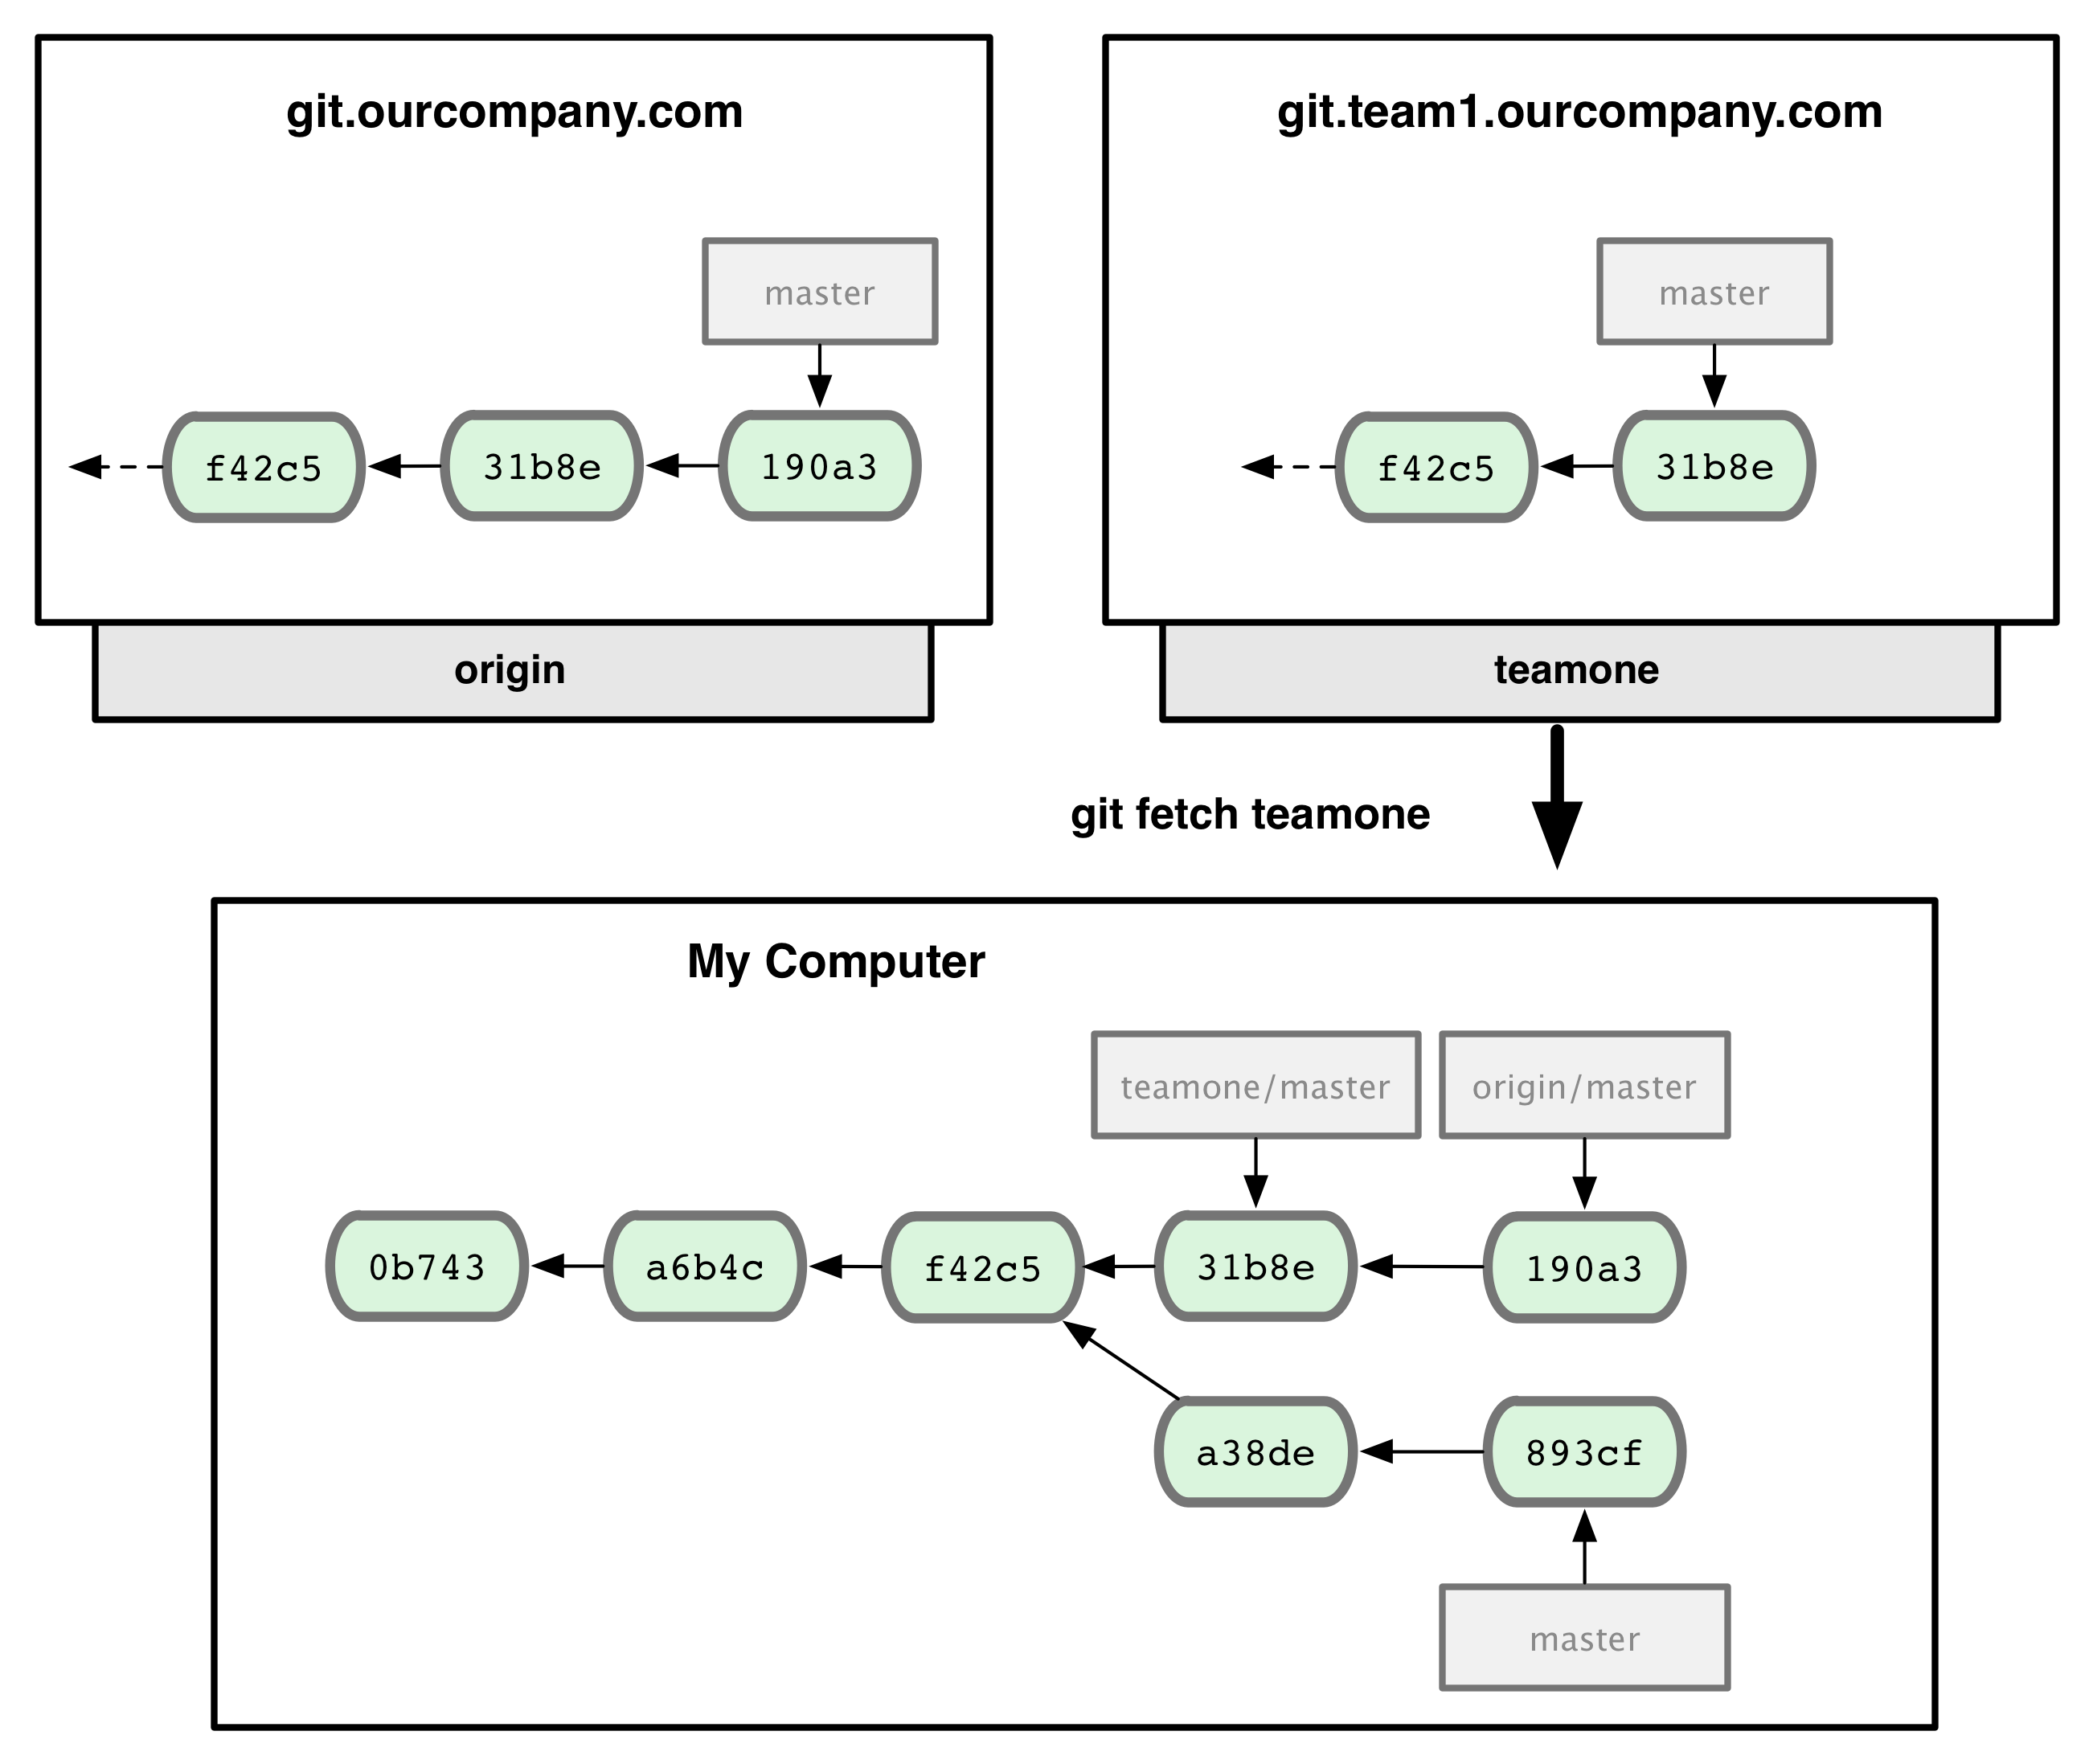 git.ourcompany.com
master
f42c5
31b8e
190a3
origin
git.team1.ourcompany.com
master
f42c5
31b8e
teamone
git fetch teamone
My Computer
teamone/master
origin/master
0b743
a6b4c
f42c5
31b8e
190a3
a38de
893cf
master